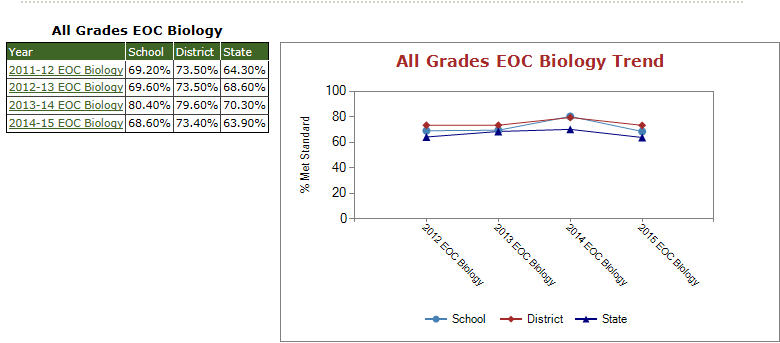 All Grades EOC Biology
Year School District State
2011-12 EOC Biology 69.20% 73.50% 64.30%
2012-13 EOC Biology 69.60% 73.50% 68.60%
2013-14 EOC Biology 80.40% 79.60% 70.30%
2014-15 EOC Biology 68.60% 73.40% 63.90%
All Grades EOC Biology Trend
% Met Standard
100
80
60
40
20
0
2012 EOC Biology
2013 EOC Biology
2014 EOC Biology
2015 EOC Biology
School District State